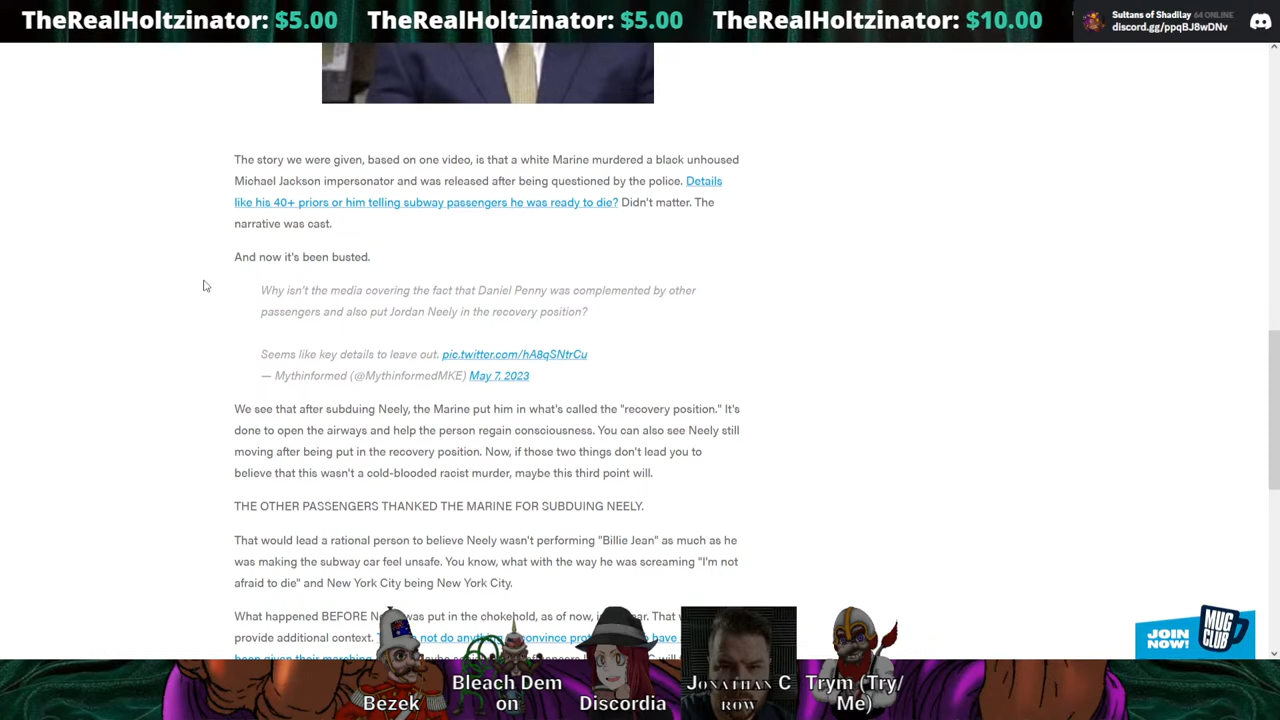 TheRealHoltzinator: $5.00 TheRealHoltzinator: $5.00 TheRealHoltzinator: $10.00
Sultans of Shadilay 64 ONLINE
discord.gg/ppqBJ8wDNv
The story we were given, based on one video, is that a white Marine murdered a black unhoused
Michael Jackson impersonator and was released after being questioned by the police. Details
like his 40+ priors or him telling subway passengers he was ready to die? Didn't matter. The
narrative was cast.
And now it's been busted.
Why isn't the media covering the fact that Daniel Penny was complemented by other
passengers and also put Jordan Neely in the recovery position?
Seems like key details to leave out. pic.twitter.com/hA8qSNtrCu
— Mythinformed (@MythinformedMKE) May 7, 2023
We see that after subduing Neely, the Marine put him in what's called the "recovery position." It's
done to open the airways and help the person regain consciousness. You can also see Neely still
moving after being put in the recovery position. Now, if those two things don't lead you to
believe that this wasn't a cold-blooded racist murder, maybe this third point will.
THE OTHER PASSENGERS THANKED THE MARINE FOR SUBDUING NEELY.
That would lead a rational person to believe Neely wasn't performing "Billie Jean" as much as he
was making the subway car feel unsafe. You know, what with the way he was screaming "I'm not
afraid to die" and New York City being New York City.
What happened BEFORE was put in the chokehold, as of now, That
provide additional context. not do
JOIN NOW! MUG CLUB
Bezek
Bleach Dem
on
Discordia
Jonathan C
row
Trym (Try/
Me)